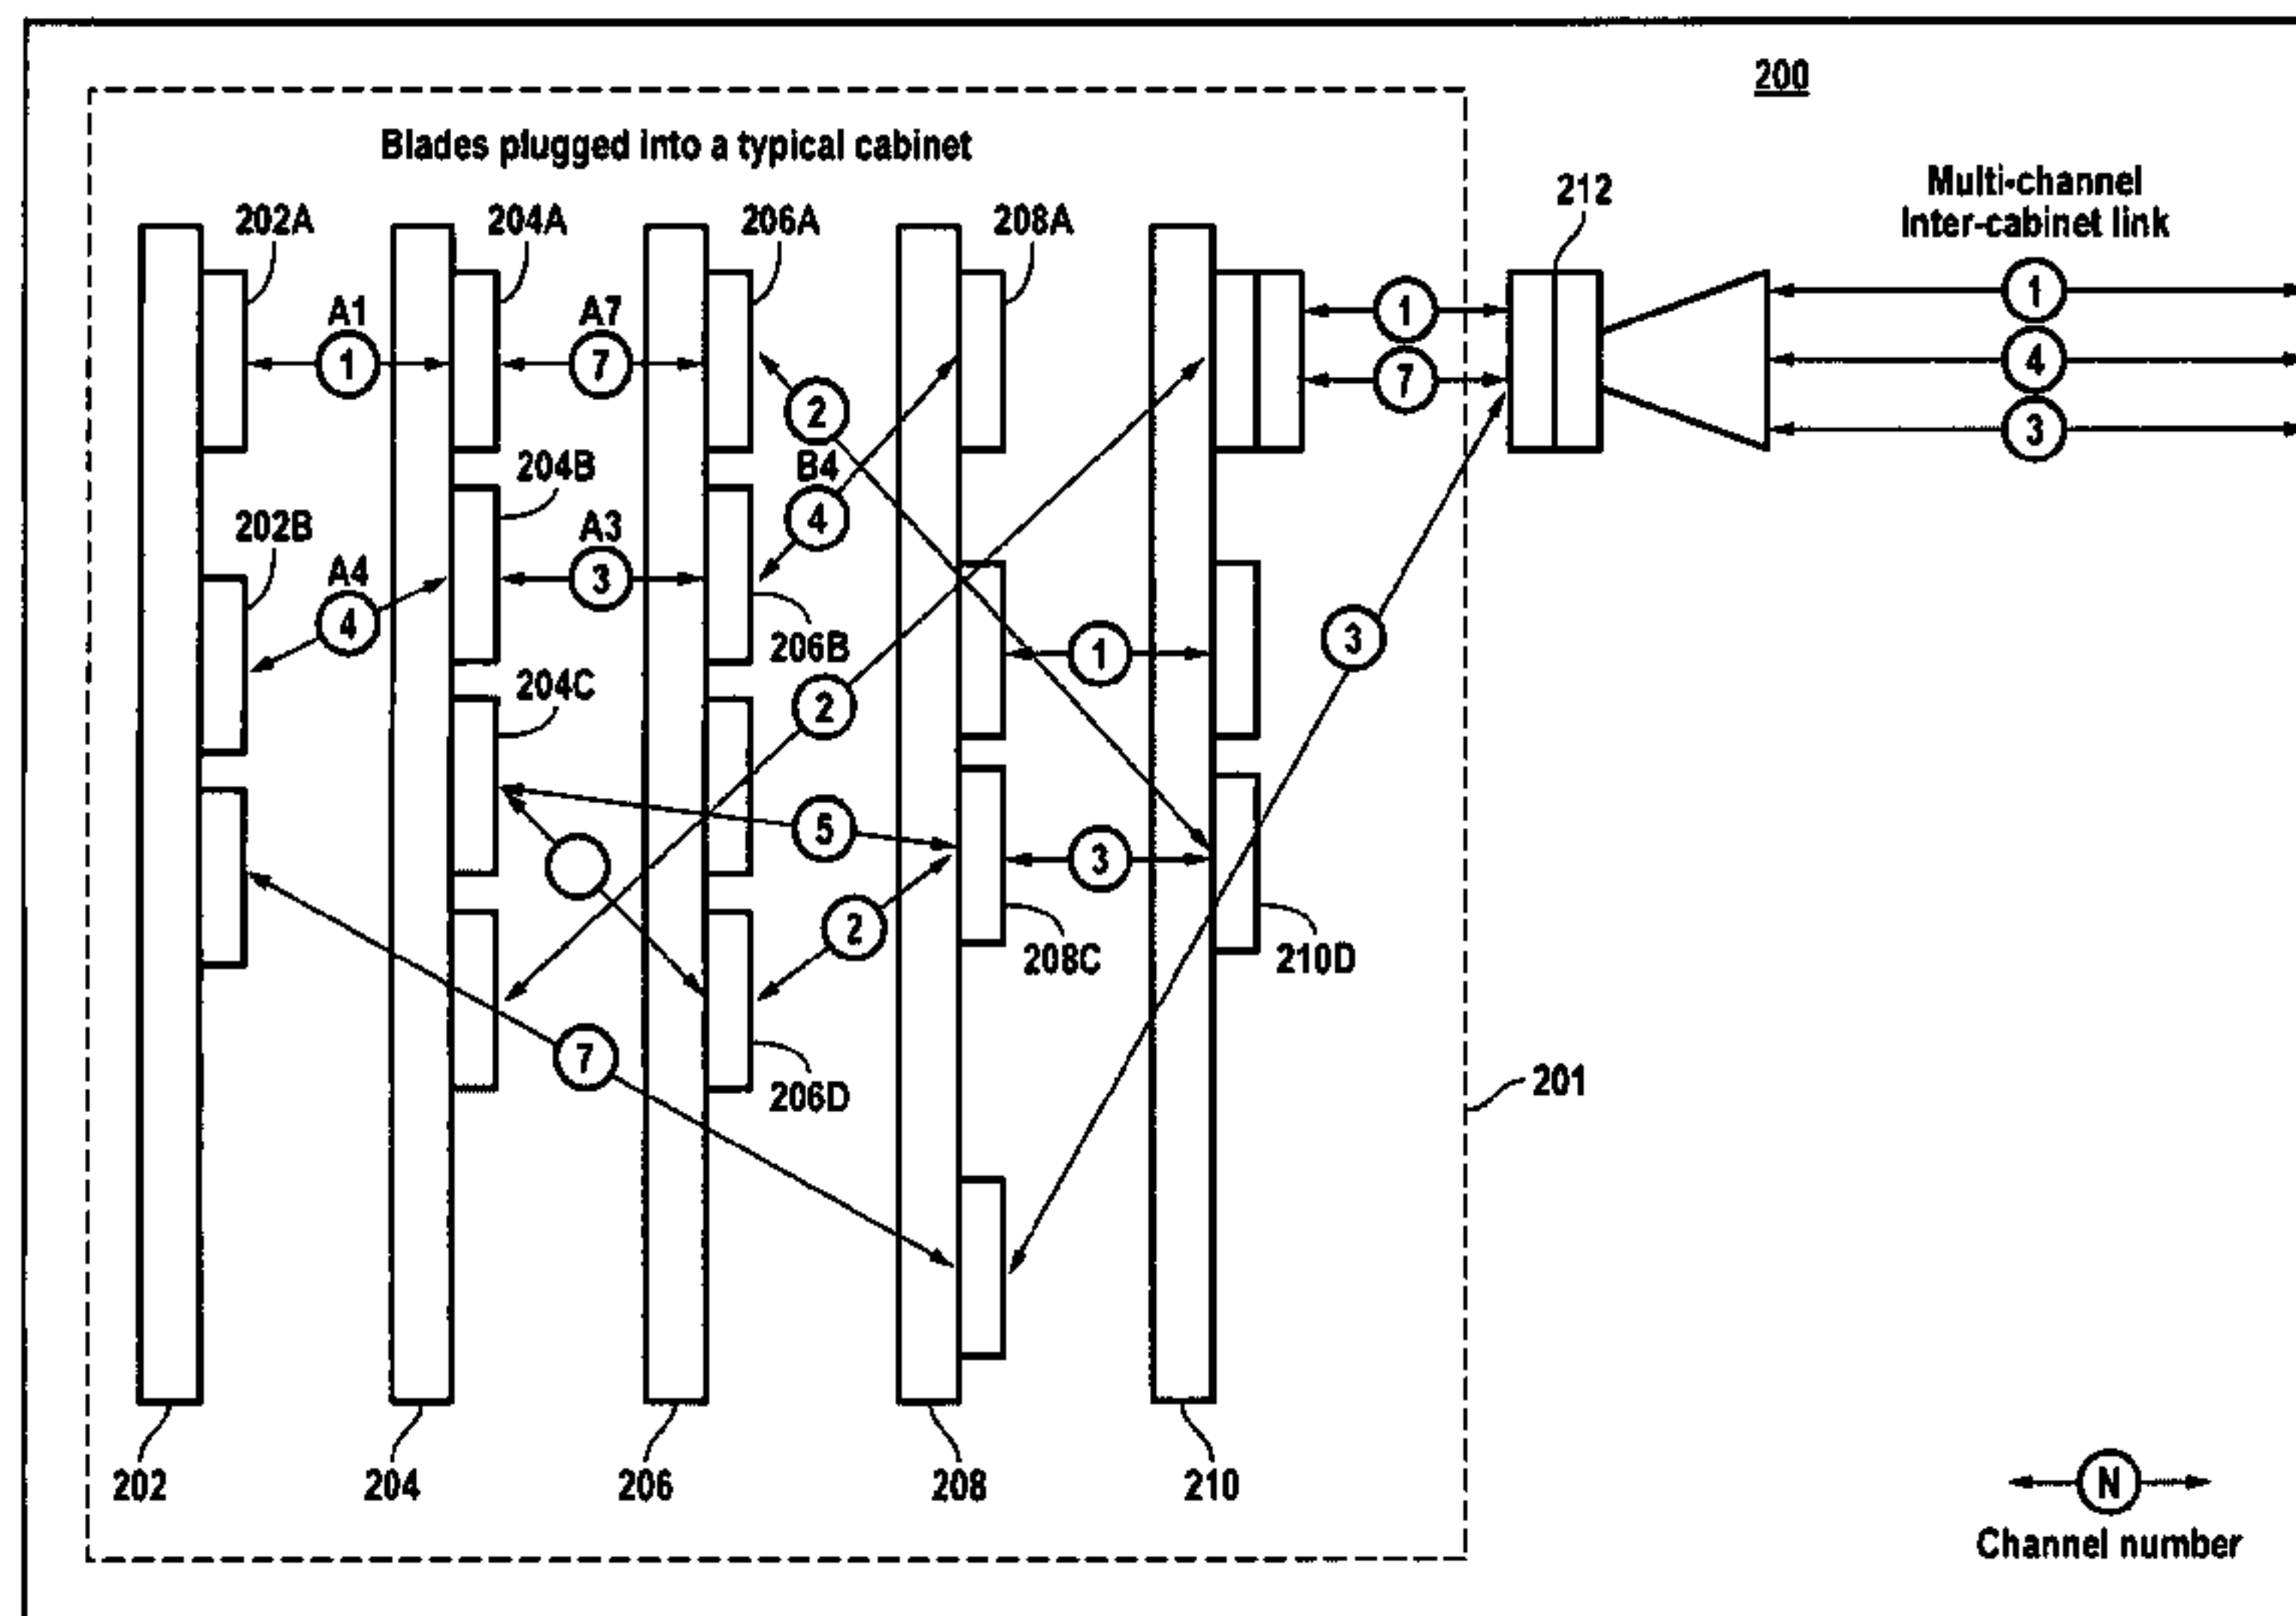 200
Blades plugged into a typical cabinet
212
Multi-channel
Inter-cabinet link
202A
204A
206A
208A
A1
A7
1
1
1
7
2
7
4
3
204B
B4
202B
A3
4
A4
3
4
206B
1
3
204C
2
5
3
2
208C
210D
7
206D
201
202
204
206
208
210
N
Channel number